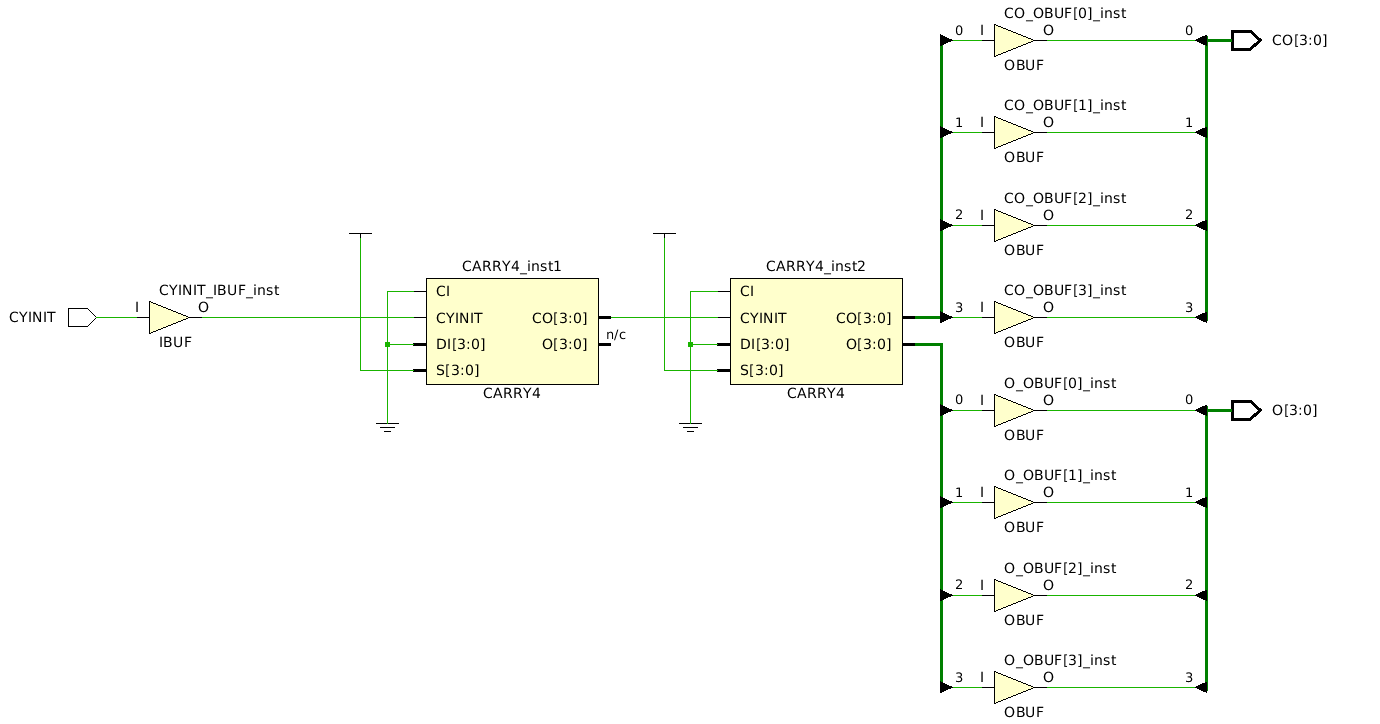 CO_OBUF[0]_inst
0 I O 0
CO[3:0]
OBUF
CO_OBUF[1]_inst
1 I O 1
OBUF
CO_OBUF[2]_inst
2 I O 2
OBUF
CARRY4_inst1
CARRY4_inst2
CYINIT_IBUF_inst
CI
CI
CO_OBUF[3]_inst
CYINIT
I O
CYINIT CO[3:0]
CYINIT CO[3:0]
3 I O 3
IBUF
DI[3:0] O[3:0]
n/c
DI[3:0] O[3:0]
OBUF
S[3:0]
S[3:0]
CARRY4
CARRY4
O_OBUF[0]_inst
0 I O 0
O[3:0]
OBUF
O_OBUF[1]_inst
1 I O 1
OBUF
O_OBUF[2]_inst
2 I O 2
OBUF
O_OBUF[3]_inst
3 I O 3
OBUF